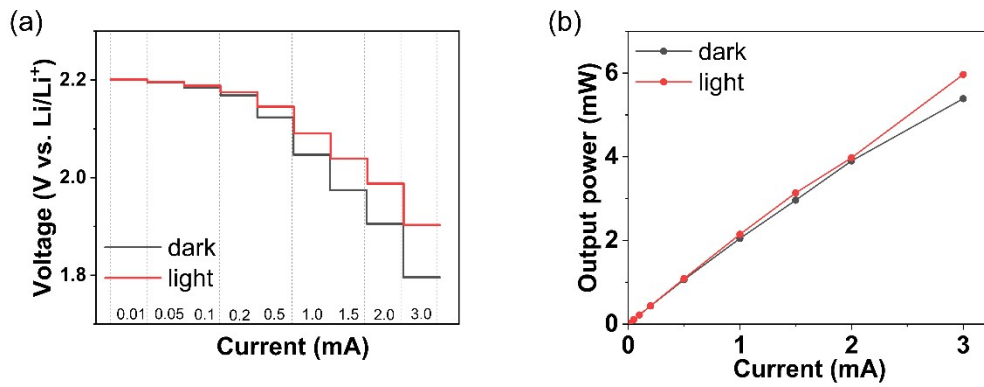 (a)
Voltage (V vs. Li/Li⁺)
2.2
2.0
1.8
dark
light
0.01 0.05 0.1 0.2 0.5 1.0 1.5 2.0 3.0
Current (mA)
(b)
Output power (mW)
6
4
2
0
dark
light
0 1 2 3
Current (mA)